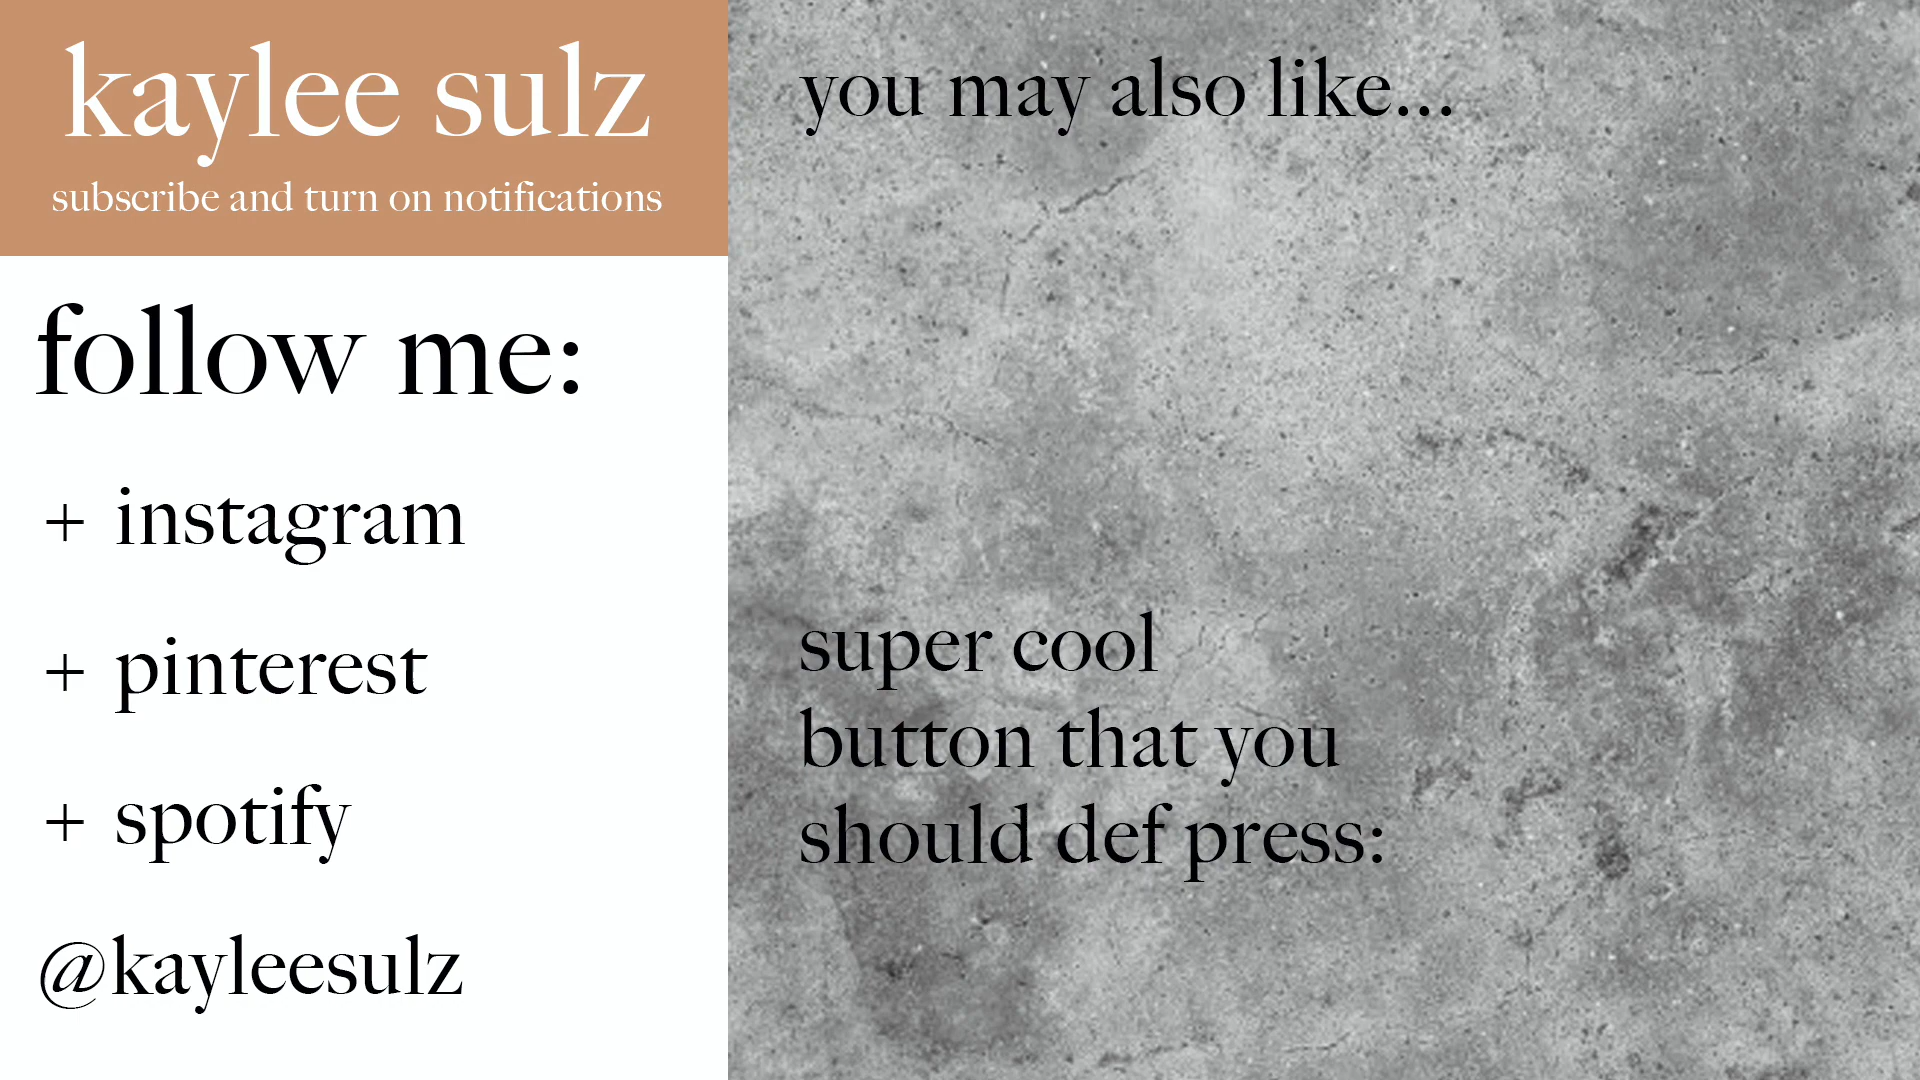 kaylee sulz
subscribe and turn on notifications
follow me:
+ instagram
+ pinterest
+ spotify
@kayleesulz
you may also like...
super cool
button that you
should def press: